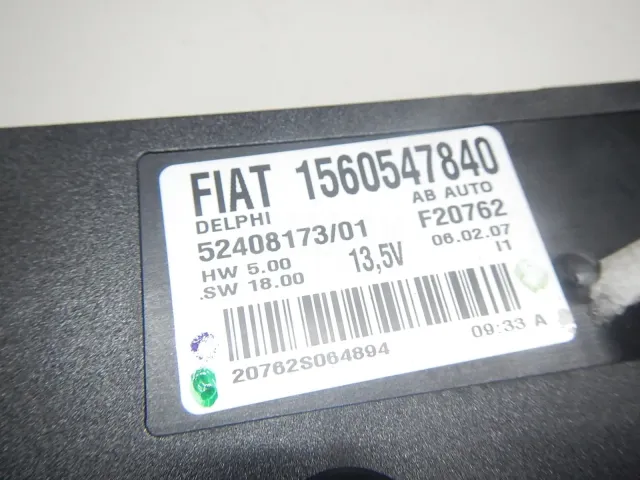 FIAT 1560547840
DELPHI AB AUTO
52408173/01 F20762
HW 5.00 13,5V 06.02.07
.SW 18.00 I1
09:33 A
20762S064894